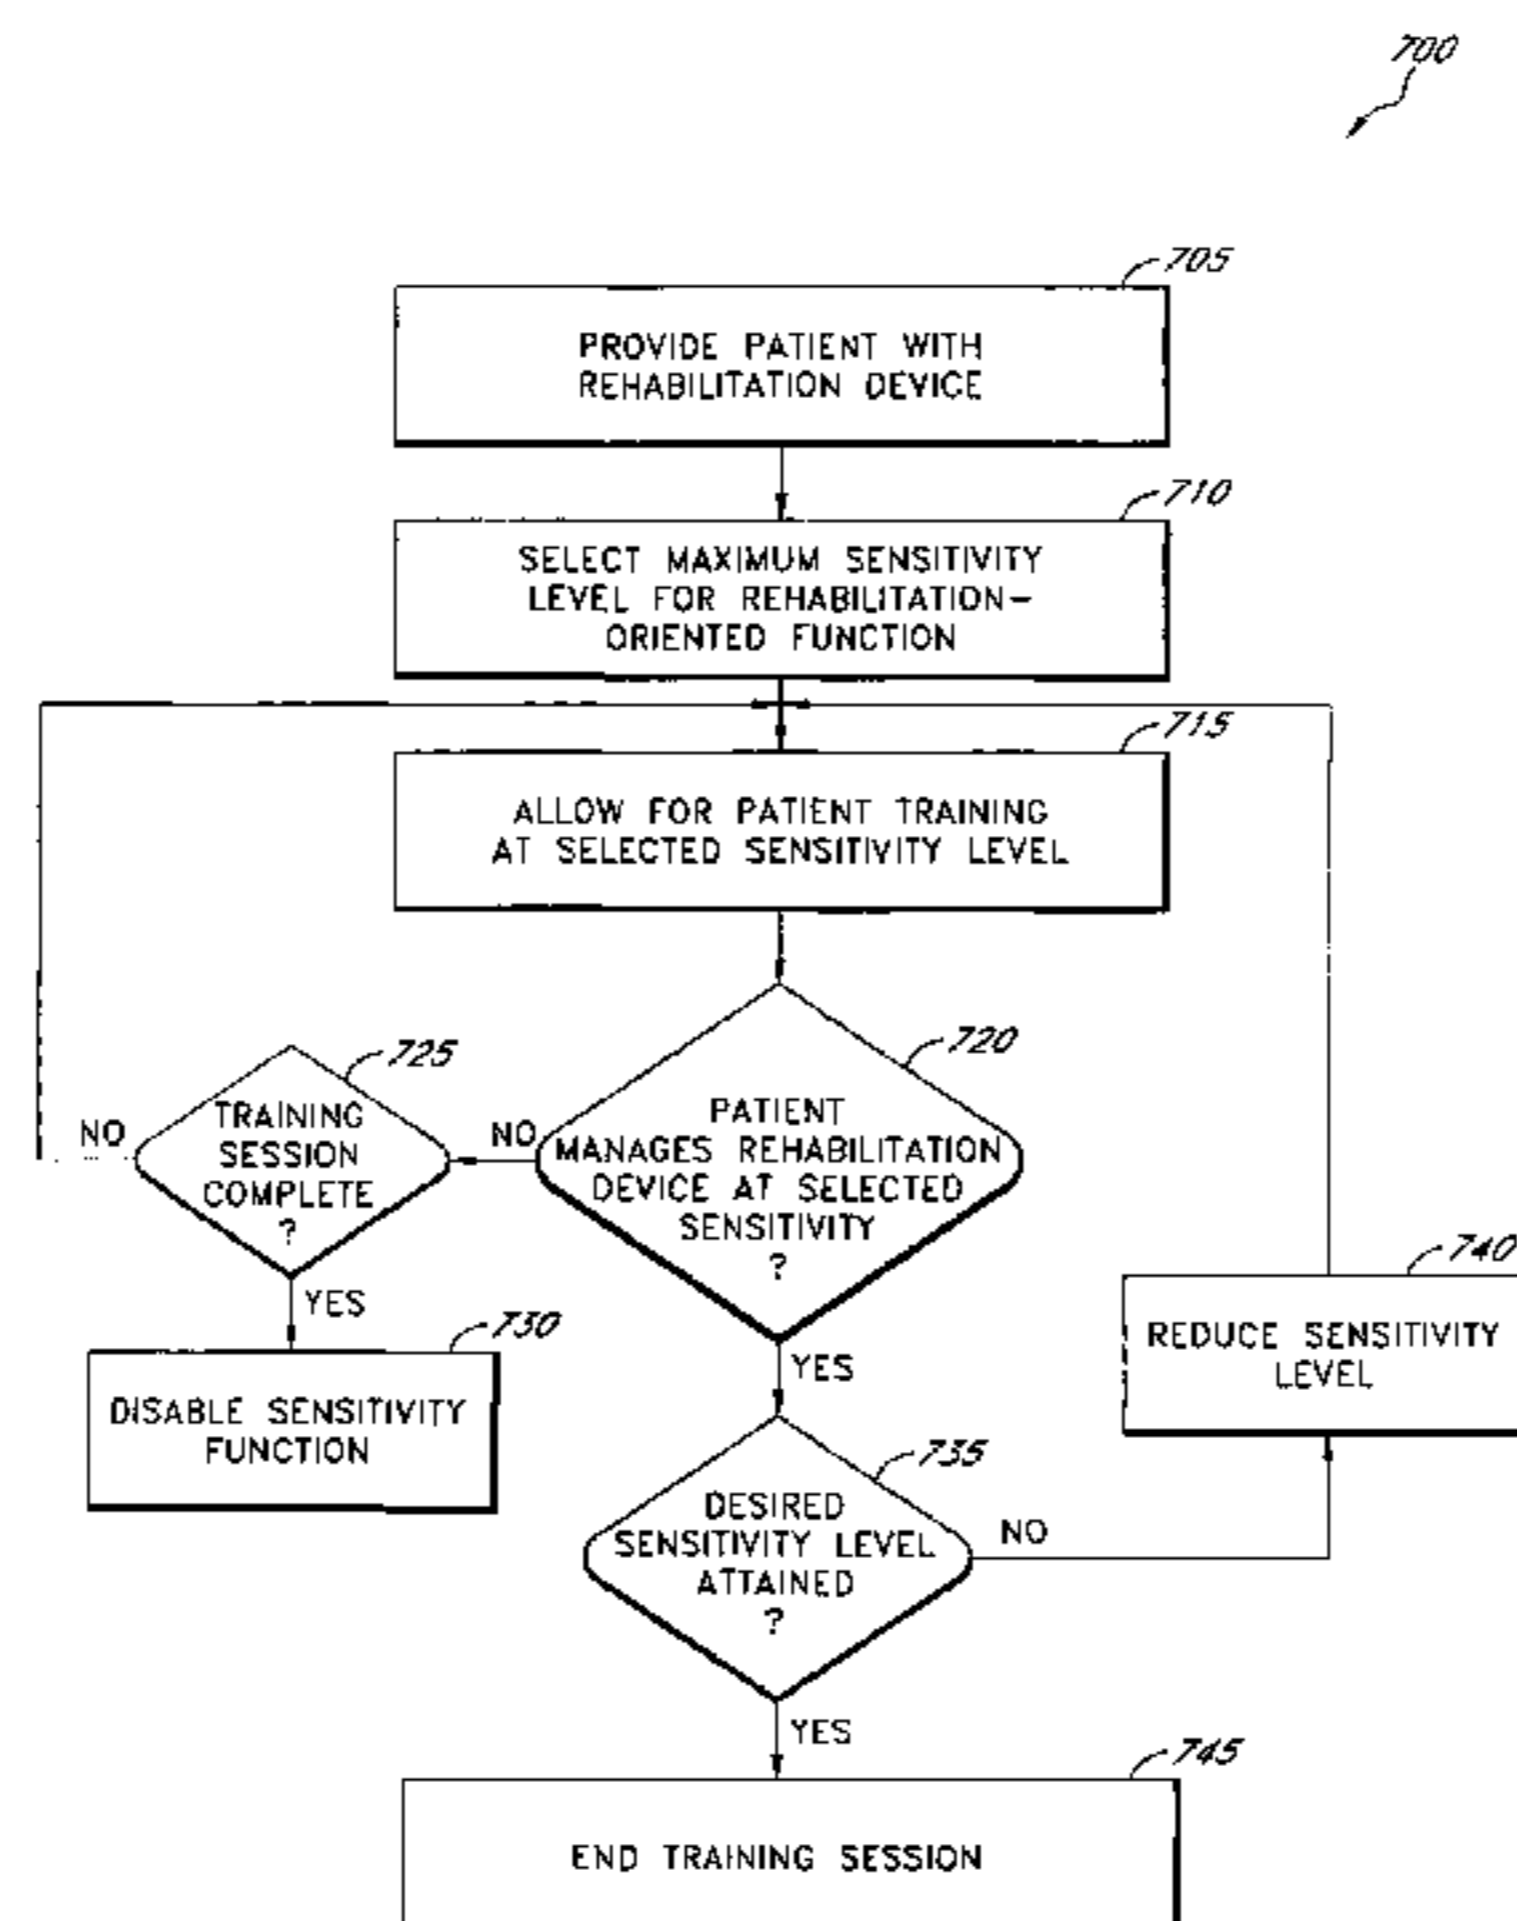 700
705
PROVIDE PATIENT WITH
REHABILITATION DEVICE
710
SELECT MAXIMUM SENSITIVITY
LEVEL FOR REHABILITATION-
ORIENTED FUNCTION
715
ALLOW FOR PATIENT TRAINING
AT SELECTED SENSITIVITY LEVEL
720
PATIENT
MANAGES REHABILITATION
DEVICE AT SELECTED
SENSITIVITY
?
NO
725
TRAINING
SESSION
COMPLETE
?
NO
YES
730
DISABLE SENSITIVITY
FUNCTION
YES
735
DESIRED
SENSITIVITY LEVEL
ATTAINED
?
NO
740
REDUCE SENSITIVITY
LEVEL
YES
745
END TRAINING SESSION